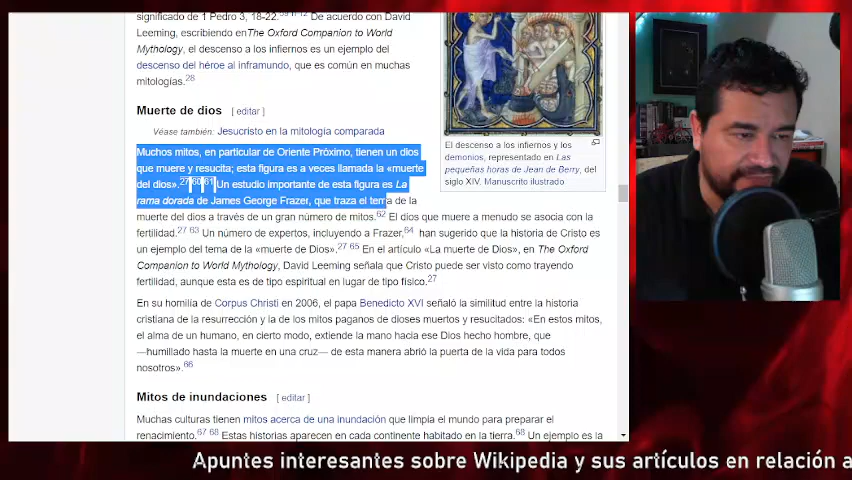 significado de 1 Pedro 3, 18-22. De acuerdo con David
Leeming, escribiendo enThe Oxford Companion to World
Mythology, el descenso a los infiernos es un ejemplo del
descenso del héroe al inframundo, que es común en muchas
mitologías.28
Muerte de dios [ editar ]
Véase también: Jesucristo en la mitología comparada
Muchos mitos, en particular de Oriente Próximo, tienen un dios
que muere y resucita; esta figura es a veces llamada la «muerte
del dios».27 60 61 Un estudio importante de esta figura es La
rama dorada de James George Frazer, que traza el tema de la
muerte del dios a través de un gran número de mitos.62 El dios que muere a menudo se asocia con la
fertilidad.27 63 Un número de expertos, incluyendo a Frazer,64 han sugerido que la historia de Cristo es
un ejemplo del tema de la «muerte de Dios».27 65 En el artículo «La muerte de Dios», en The Oxford
Companion to World Mythology, David Leeming señala que Cristo puede ser visto como trayendo
fertilidad, aunque esta es de tipo espiritual en lugar de tipo físico.27
En su homilía de Corpus Christi en 2006, el papa Benedicto XVI señaló la similitud entre la historia
cristiana de la resurrección y la de los mitos paganos de dioses muertos y resucitados: «En estos mitos,
el alma de un humano, en cierto modo, extiende la mano hacia ese Dios hecho hombre, que
—humillado hasta la muerte en una cruz— de esta manera abrió la puerta de la vida para todos
nosotros».66
Mitos de inundaciones [ editar ]
Muchas culturas tienen mitos acerca de una inundación que limpia el mundo para preparar el
renacimiento.67 68 Estas historias aparecen en cada continente habitado en la tierra.68 Un ejemplo es la
El descenso a los infiernos y los
demonios, representado en Las
pequeñas horas de Jean de Berry, del
siglo XIV. Manuscrito ilustrado
Apuntes interesantes sobre Wikipedia y sus artículos en relación a